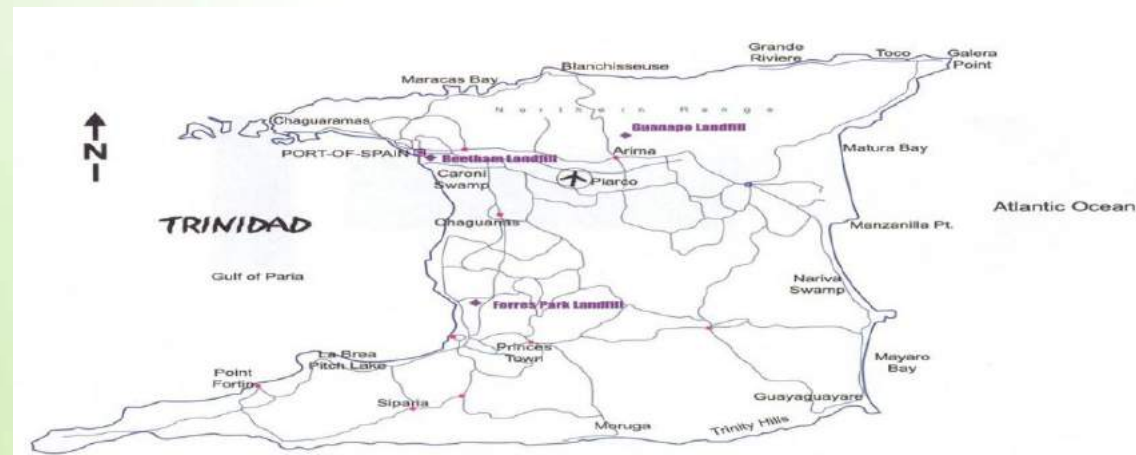 Grande
Riviere
Toco
Galera
Point
Blanchisseuse
Maracas Bay
Northern Range
Chaguaramas
Guanapo Landfill
N
PORT-OF-SPAIN
Beetham Landfill
Arima
Matura Bay
Caroni
Swamp
Piarco
TRINIDAD
Chaguanas
Atlantic Ocean
Manzanilla Pt.
Gulf of Paria
Nariva
Swamp
Forres Park Landfill
La Brea
Pitch Lake
Princes
Town
Mayaro
Bay
Point
Fortin
Siparia
Guayaguayare
Moruga
Trinity Hills